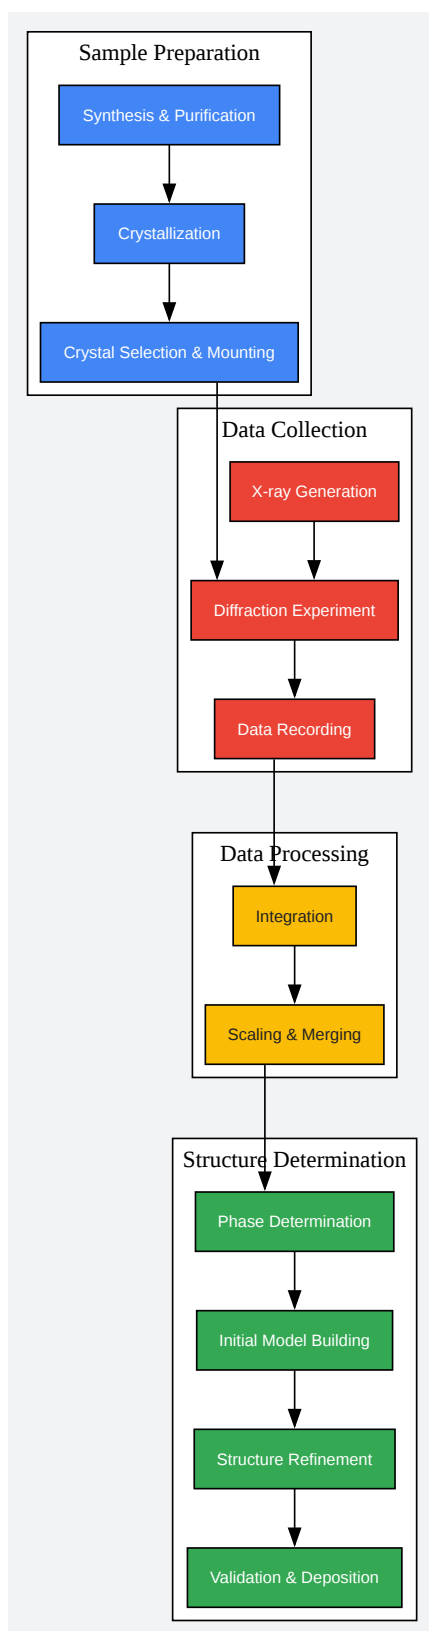 Sample Preparation
Synthesis & Purification
Crystallization
Crystal Selection & Mounting
Data Collection
X-ray Generation
Diffraction Experiment
Data Recording
Data Processing
Integration
Scaling & Merging
Structure Determination
Phase Determination
Initial Model Building
Structure Refinement
Validation & Deposition